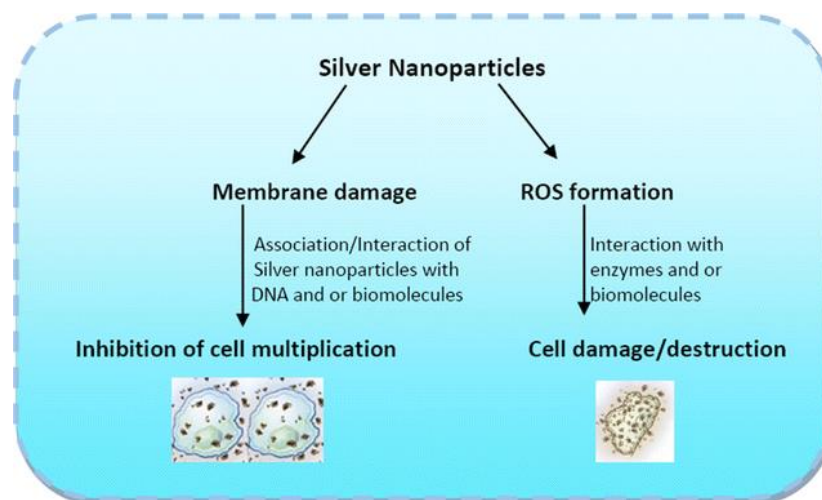 Silver Nanoparticles
Membrane damage
ROS formation
Association/Interaction of
Silver nanoparticles with
DNA and or biomolecules
Interaction with
enzymes and or
biomolecules
Inhibition of cell multiplication
Cell damage/destruction